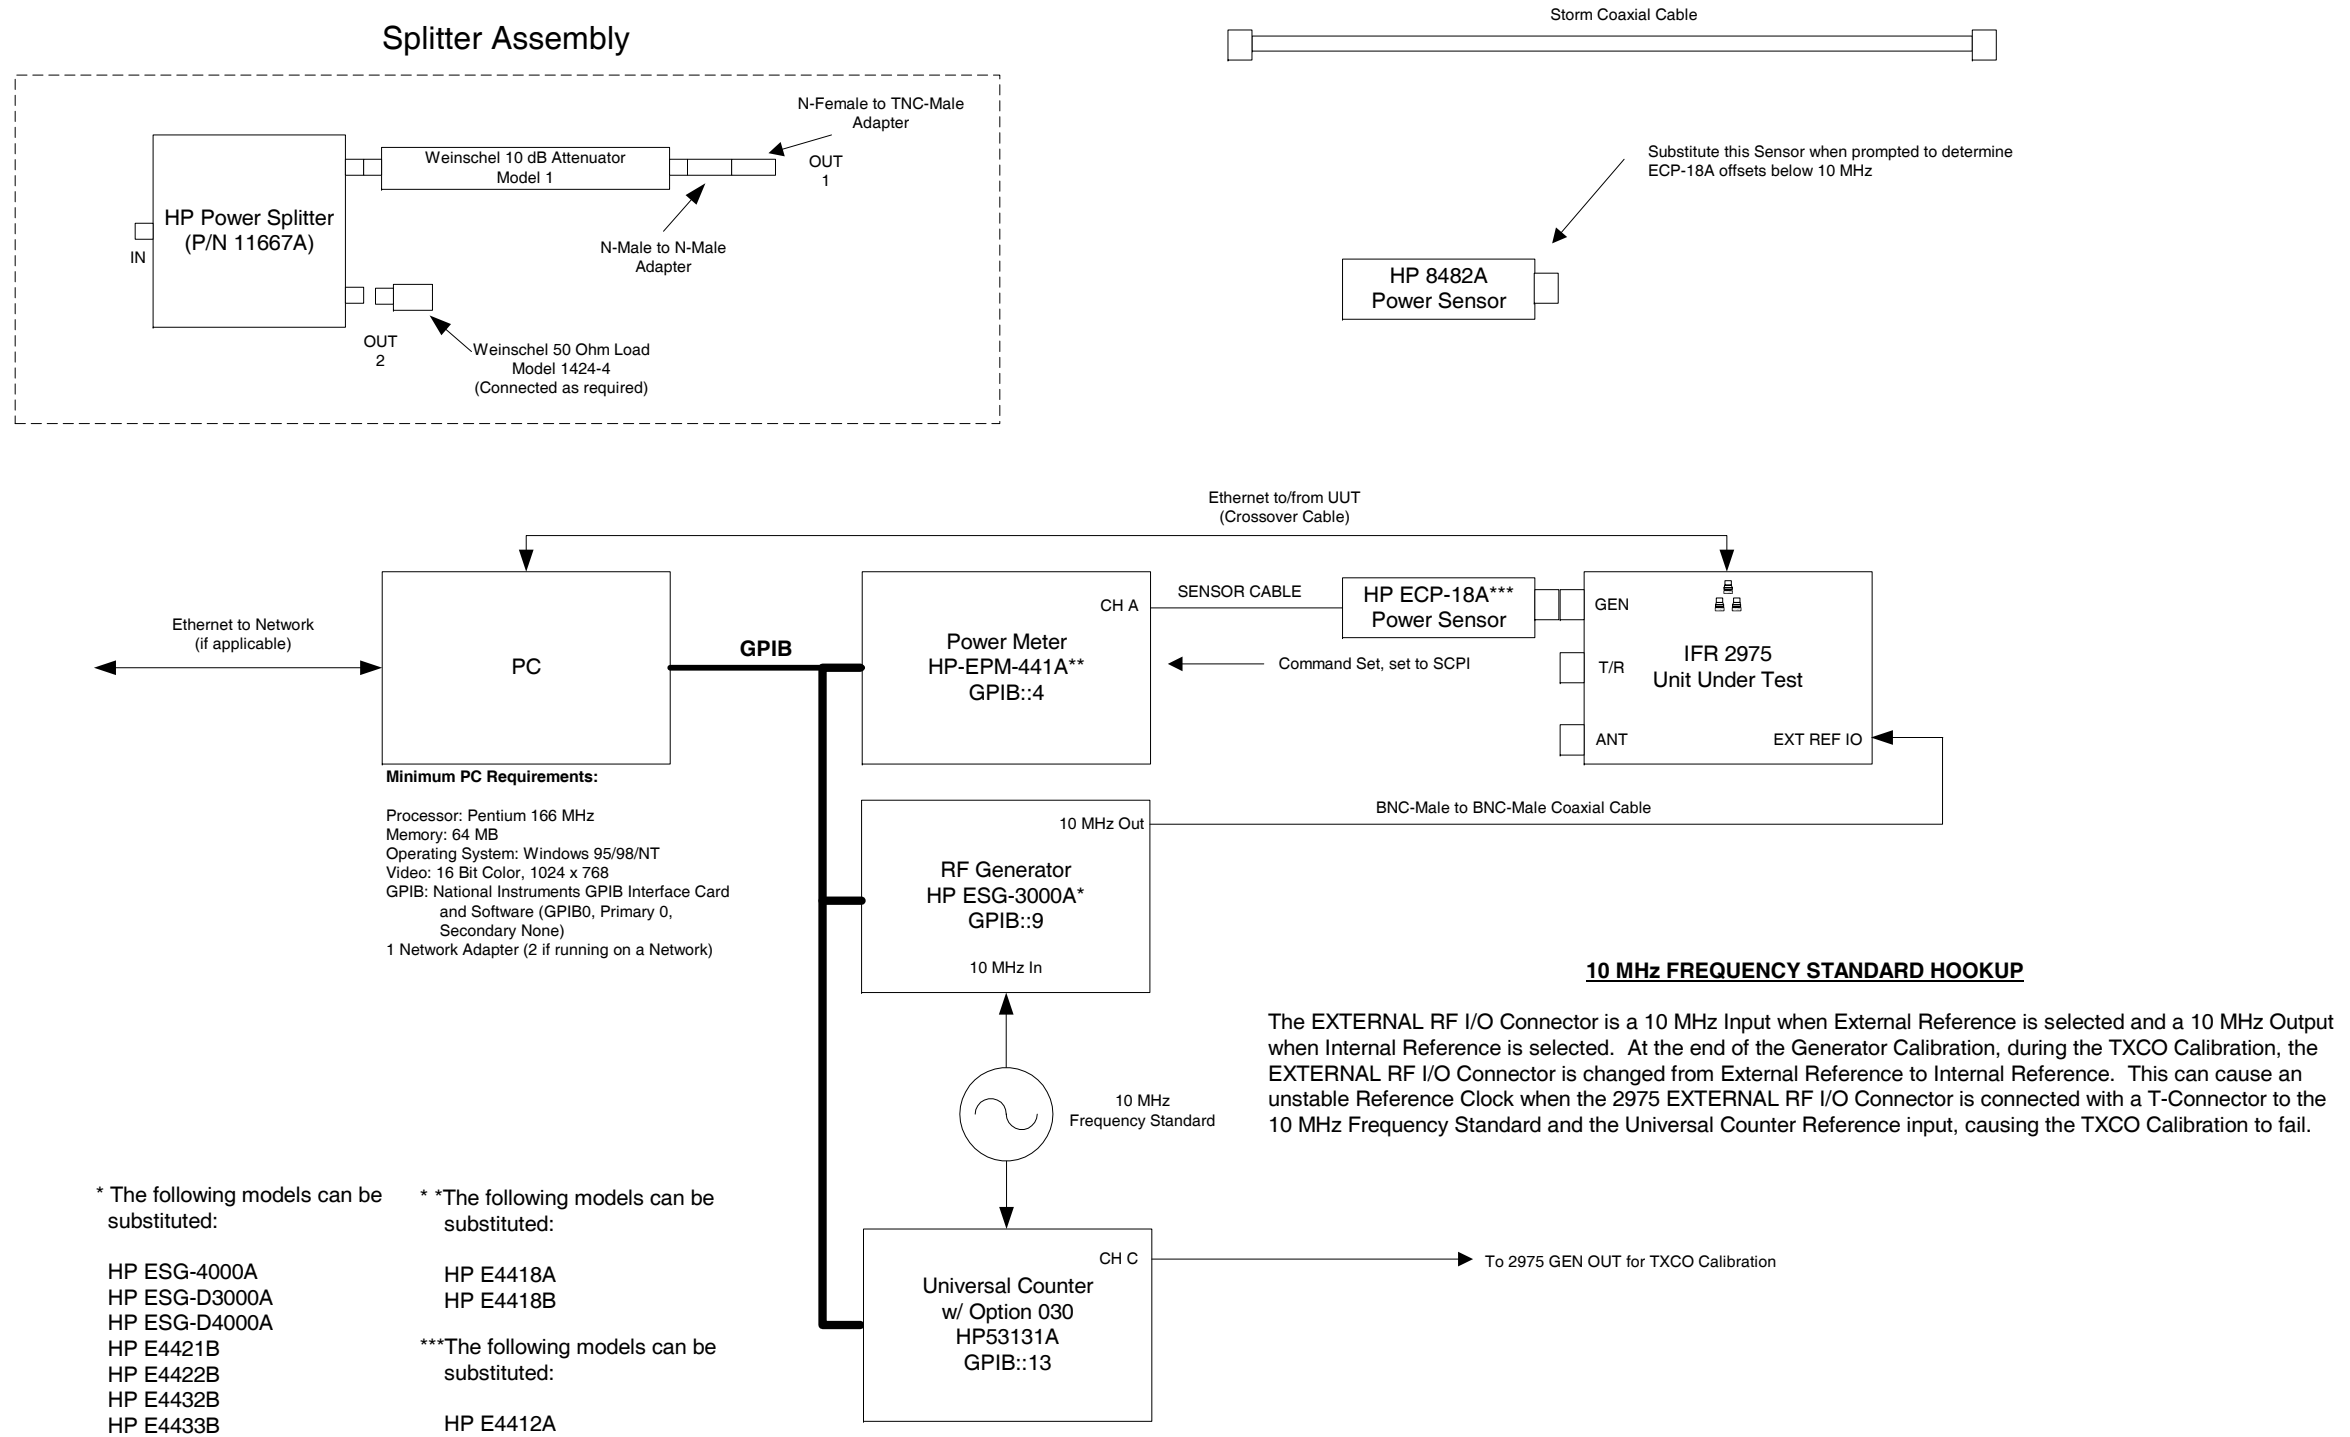 Splitter Assembly
Storm Coaxial Cable
N-Female to TNC-Male
Adapter
Weinschel 10 dB Attenuator
Model 1
OUT
1
HP Power Splitter
(P/N 11667A)
IN
N-Male to N-Male
Adapter
OUT
2
Weinschel 50 Ohm Load
Model 1424-4
(Connected as required)
Substitute this Sensor when prompted to determine
ECP-18A offsets below 10 MHz
HP 8482A
Power Sensor
Ethernet to/from UUT
(Crossover Cable)
Ethernet to Network
(if applicable)
PC
GPIB
CH A
Power Meter
HP-EPM-441A**
GPIB::4
SENSOR CABLE
HP ECP-18A***
Power Sensor
Command Set, set to SCPI
GEN
T/R
ANT
IFR 2975
Unit Under Test
EXT REF IO
Minimum PC Requirements:
Processor: Pentium 166 MHz
Memory: 64 MB
Operating System: Windows 95/98/NT
Video: 16 Bit Color, 1024 x 768
GPIB: National Instruments GPIB Interface Card
and Software (GPIB0, Primary 0,
Secondary None)
1 Network Adapter (2 if running on a Network)
10 MHz Out
RF Generator
HP ESG-3000A*
GPIB::9
10 MHz In
BNC-Male to BNC-Male Coaxial Cable
10 MHz FREQUENCY STANDARD HOOKUP
The EXTERNAL RF I/O Connector is a 10 MHz Input when External Reference is selected and a 10 MHz Output
when Internal Reference is selected.  At the end of the Generator Calibration, during the TXCO Calibration, the
EXTERNAL RF I/O Connector is changed from External Reference to Internal Reference.  This can cause an
unstable Reference Clock when the 2975 EXTERNAL RF I/O Connector is connected with a T-Connector to the
10 MHz Frequency Standard and the Universal Counter Reference input, causing the TXCO Calibration to fail.
10 MHz
Frequency Standard
CH C
Universal Counter
w/ Option 030
HP53131A
GPIB::13
To 2975 GEN OUT for TXCO Calibration
* The following models can be
substituted:
HP ESG-4000A
HP ESG-D3000A
HP ESG-D4000A
HP E4421B
HP E4422B
HP E4432B
HP E4433B
* *The following models can be
substituted:
HP E4418A
HP E4418B
***The following models can be
substituted:
HP E4412A